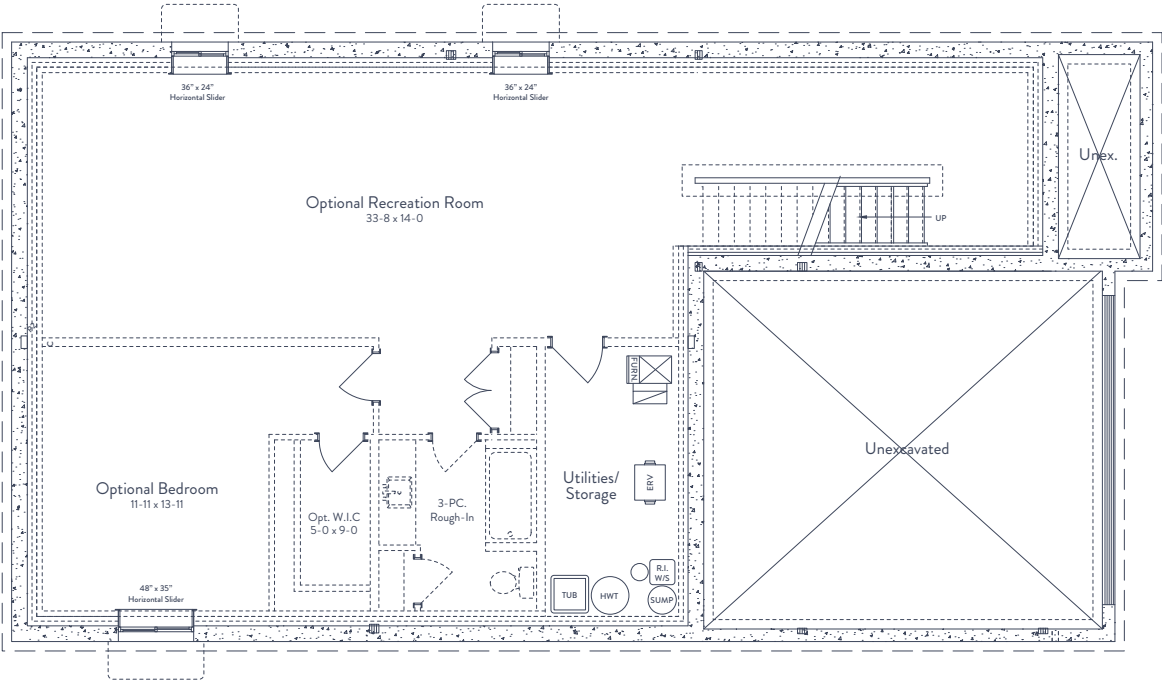 36" x 24"
Horizontal Slider
36" x 24"
Horizontal Slider
Unex.
Optional Recreation Room
33-8 x 14-0
UP
FURN.
Unexcavated
Optional Bedroom
11-11 x 13-11
Utilities/
Storage
ERV
3-PC.
Rough-In
Opt. W.I.C
5-0 x 9-0
48" x 35"
Horizontal Slider
R.I.
W/S
TUB
HWT
SUMP